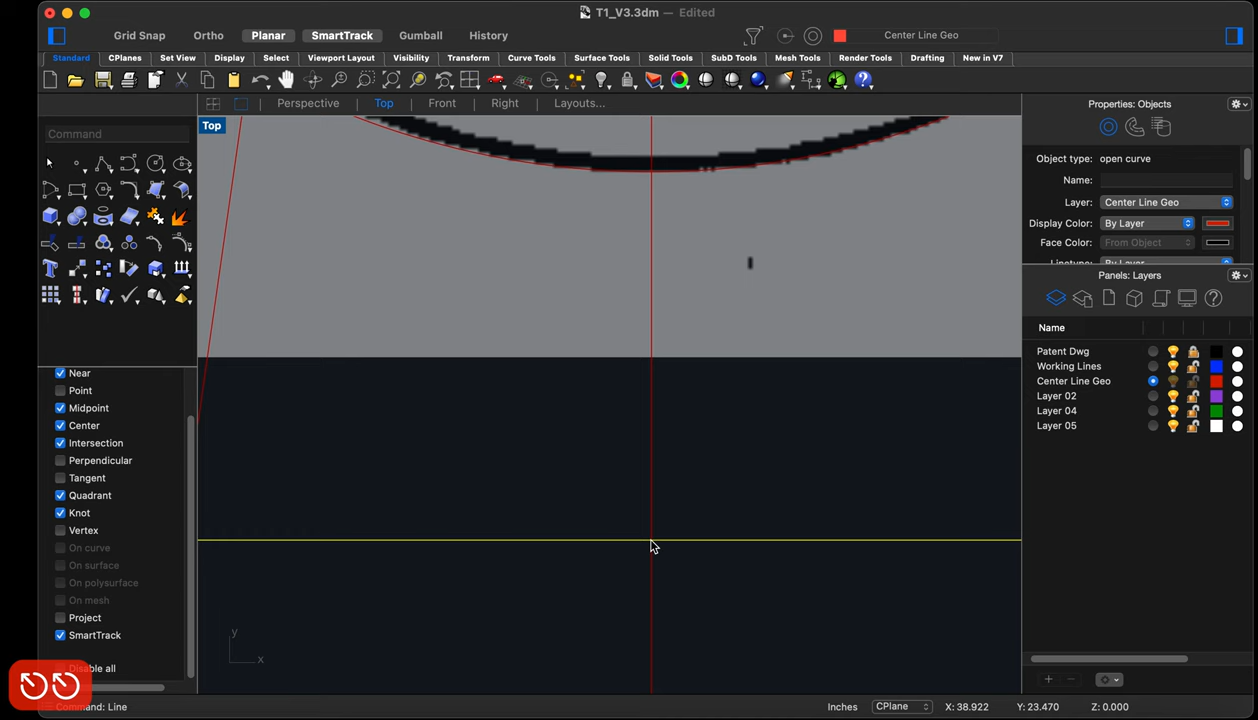 T1_V3.3dm — Edited
Grid Snap Ortho Planar SmartTrack Gumball History Center Line Geo
Standard CPlanes Set View Display Select Viewport Layout Visibility Transform Curve Tools Surface Tools Solid Tools SubD Tools Mesh Tools Render Tools Drafting New in V7
Perspective Top Front Right Layouts...
Properties: Objects
Top
Command
Object type: open curve
Name:
Layer: Center Line Geo
Display Color: By Layer
Face Color: From Object
Linetype: By Layer
Panels: Layers
Name
Patent Dwg
Working Lines
Center Line Geo
Layer 02
Layer 04
Layer 05
Near
Point
Midpoint
Center
Intersection
Perpendicular
Tangent
Quadrant
Knot
Vertex
On curve
On surface
On polysurface
On mesh
Project
SmartTrack
Disable all
y
x
Command: Line
Inches CPlane X: 38.922 Y: 23.470 Z: 0.000